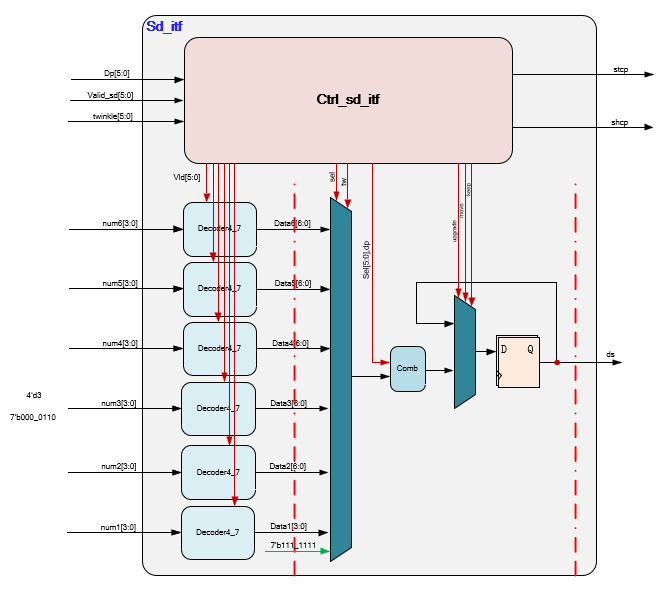 Sd_itf
Ctrl_sd_itf
Dp[5:0]
Valid_sd[5:0]
twinkle[5:0]
stcp
shcp
Vld[5:0]
sel
tw
Sel[5:0],dp
upgrade
move
keep
num6[3:0]
Decoder4_7
Data6[6:0]
num5[3:0]
Decoder4_7
Data5[6:0]
num4[3:0]
Decoder4_7
Data4[6:0]
Comb
D Q
ds
4'd3
7'b000_0110
num3[3:0]
Decoder4_7
Data3[6:0]
num2[3:0]
Decoder4_7
Data2[6:0]
num1[3:0]
Decoder4_7
Data1[3:0]
7'b111_1111